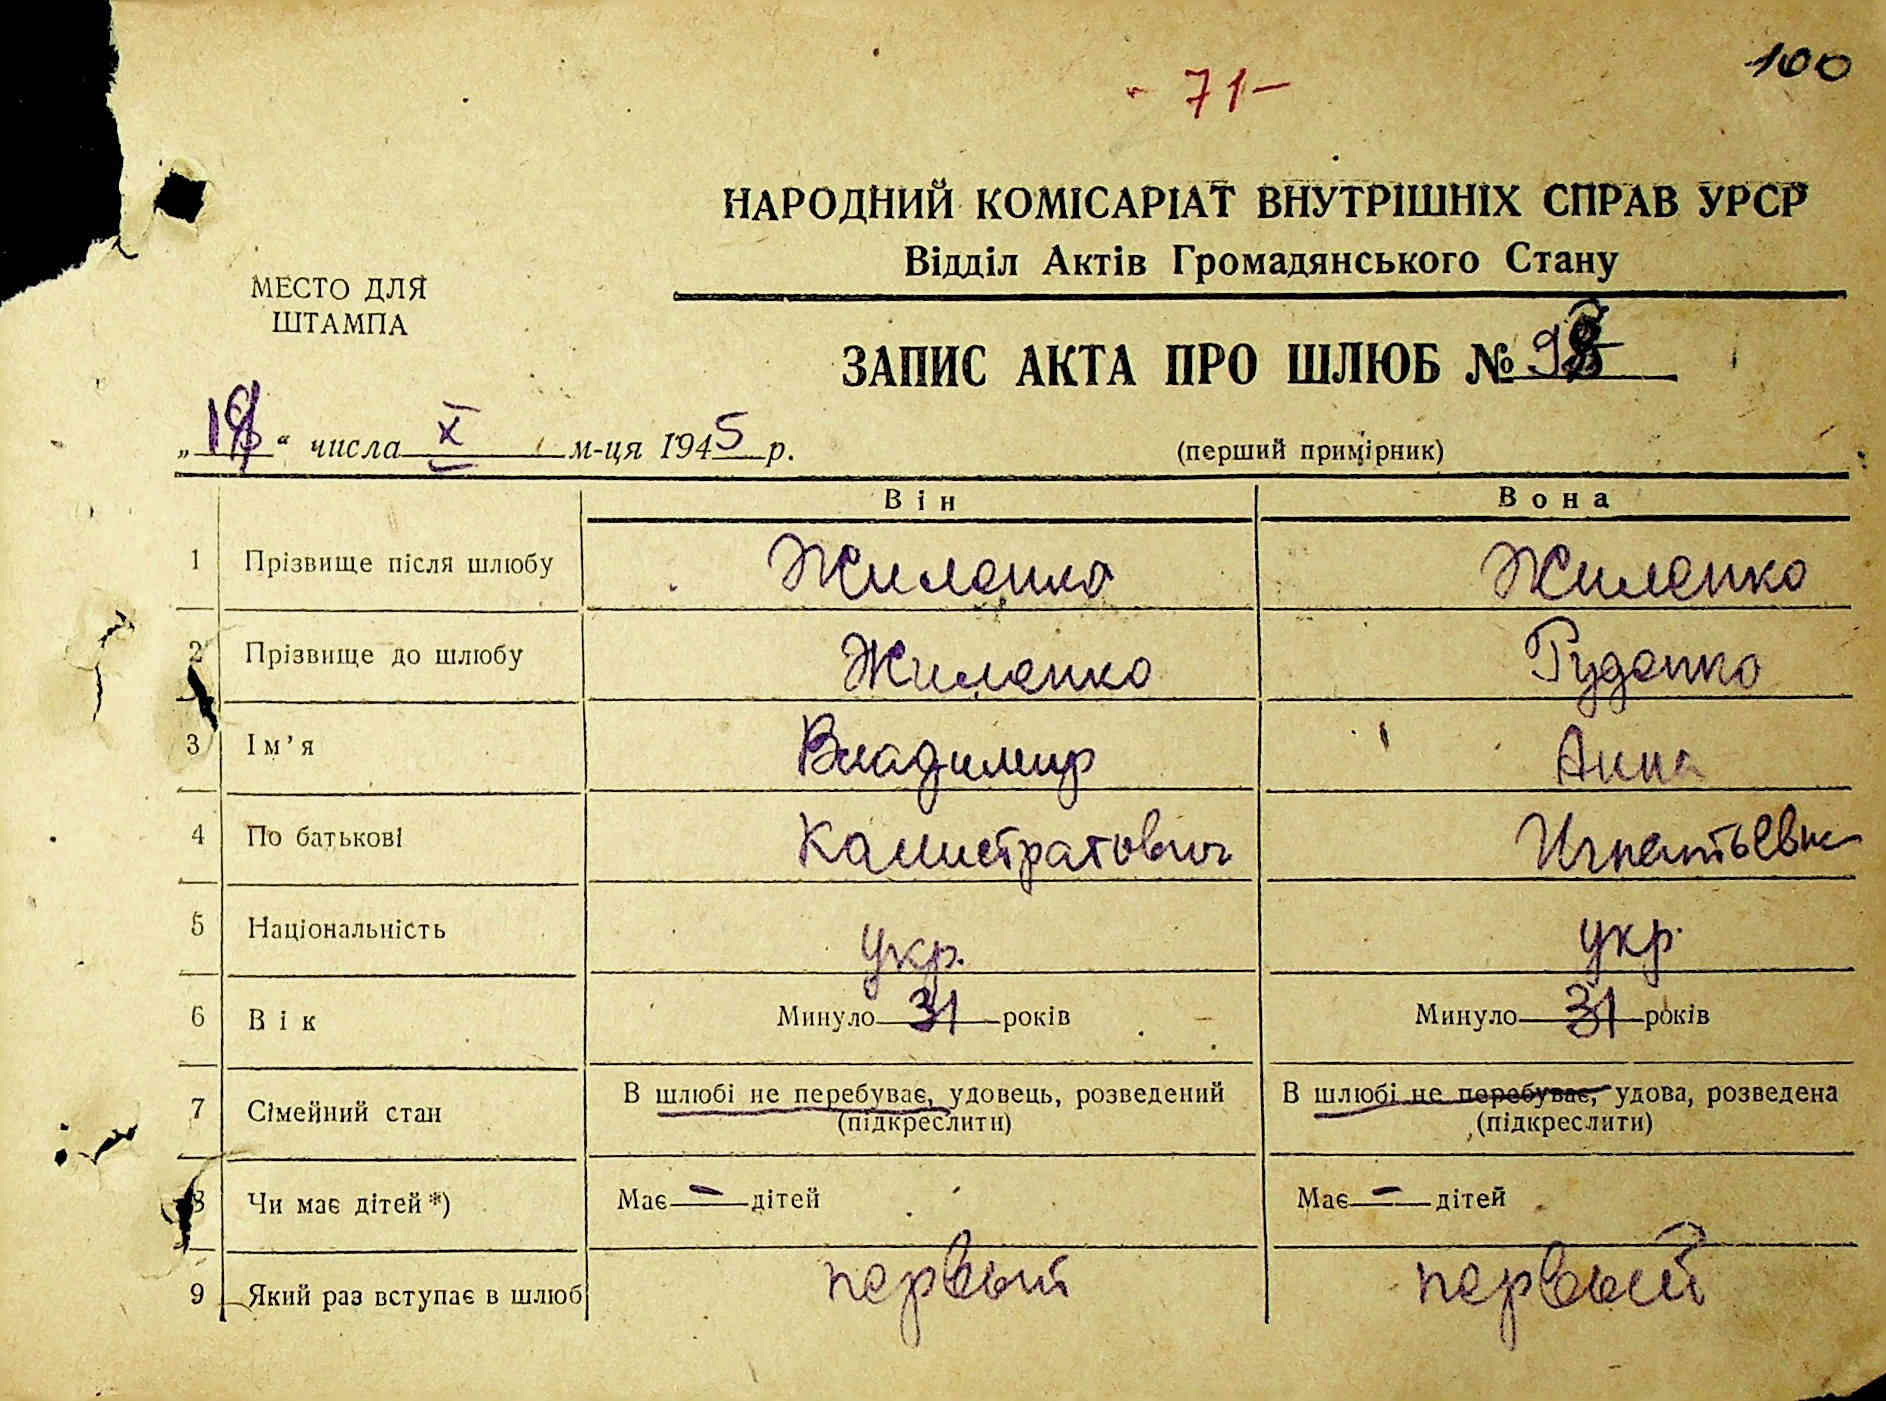 - 71 -
100
НАРОДНИЙ КОМІСАРІАТ ВНУТРІШНІХ СПРАВ УРСР
Відділ Актів Громадянського Стану
МЕСТО ДЛЯ
ШТАМПА
ЗАПИС АКТА ПРО ШЛЮБ №
„ “ числа X м-ця 1945 р.
(перший примірник)
Він Вона
1 Прізвище після шлюбу Жиленко Жиленко
2 Прізвище до шлюбу Жиленко Руденко
3 Ім'я Владимир Анна
4 По батькові Калистратович Игнатьевна
5 Національність укр. укр.
6 Вік Минуло 31 років Минуло 31 років
7 Сімейний стан В шлюбі не перебуває, удовець, розведений В шлюбі не перебуває, удова, розведена
(підкреслити) (підкреслити)
8 Чи має дітей *) Має — дітей Має — дітей
9 Який раз вступає в шлюб первый первый